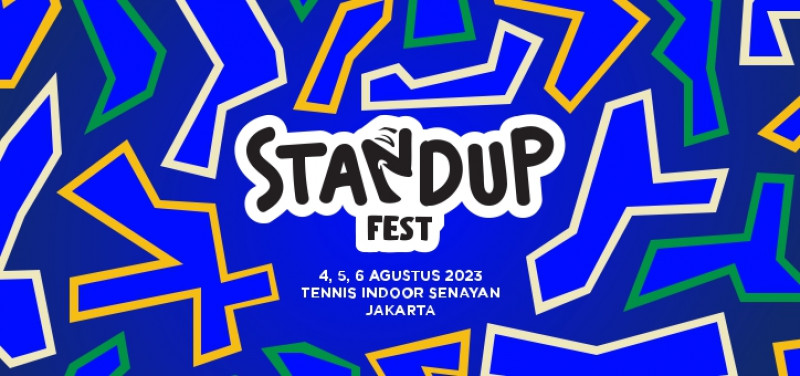 STANDUP
FEST
4, 5, 6 AGUSTUS 2023
TENNIS INDOOR SENAYAN
JAKARTA